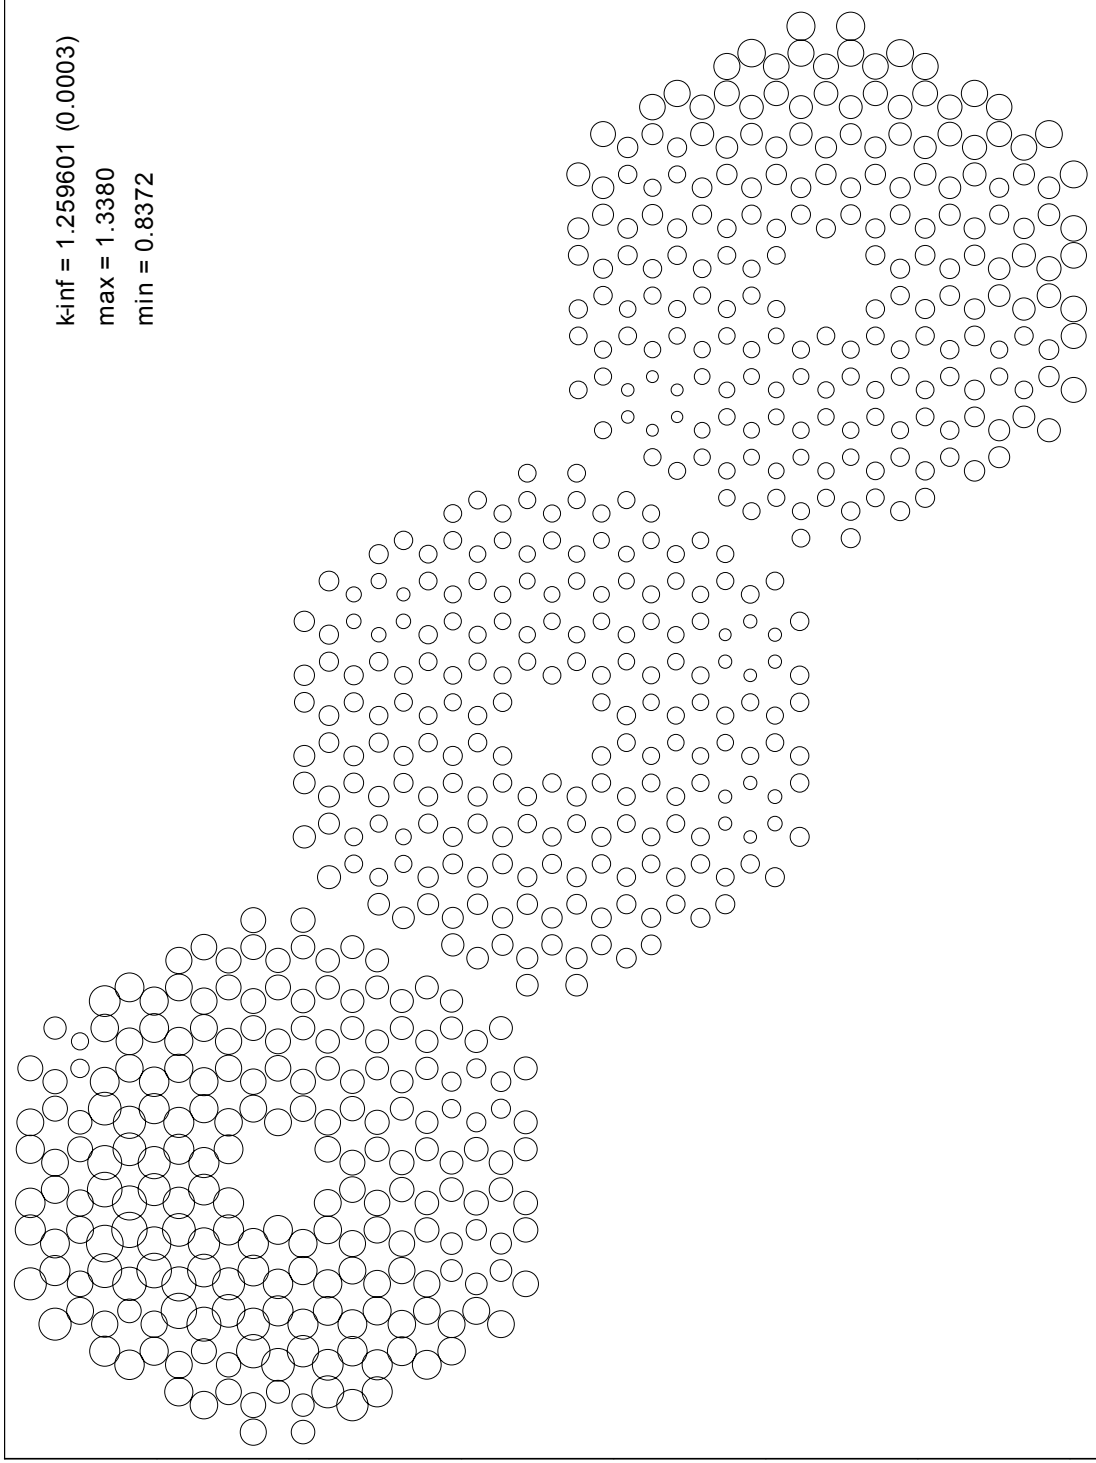 k-inf = 1.259601 (0.0003)
max = 1.3380
min = 0.8372